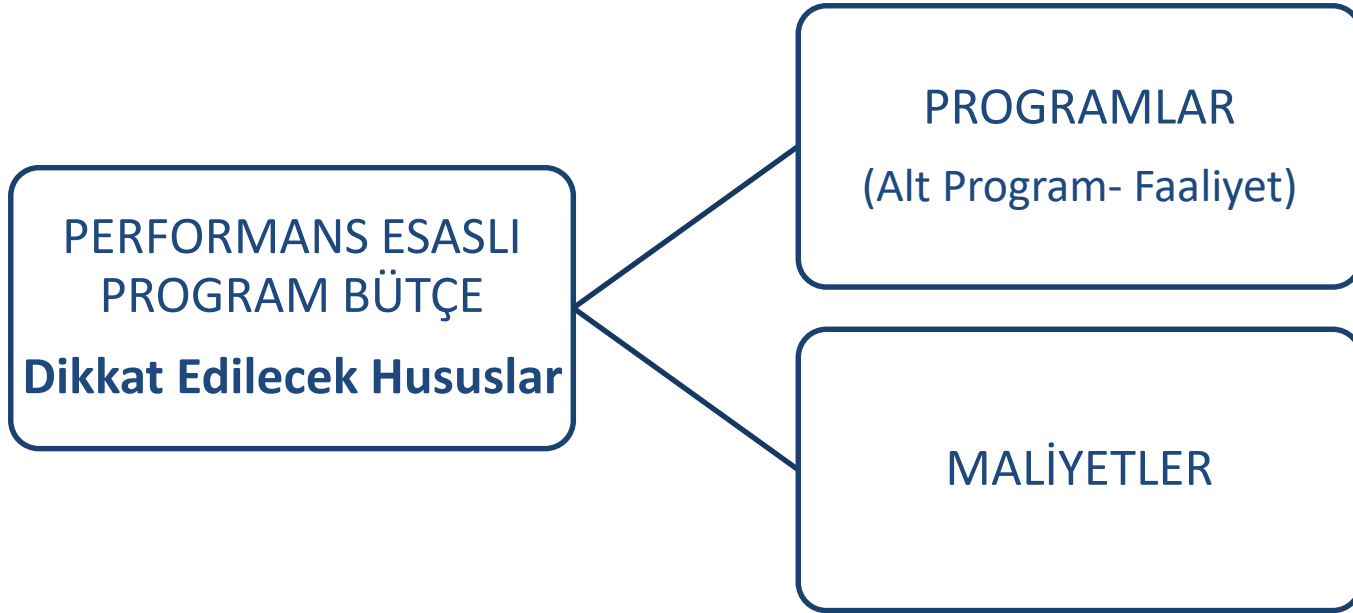 PERFORMANS ESASLI
PROGRAM BÜTÇE
Dikkat Edilecek Hususlar
PROGRAMLAR
(Alt Program- Faaliyet)
MALİYETLER